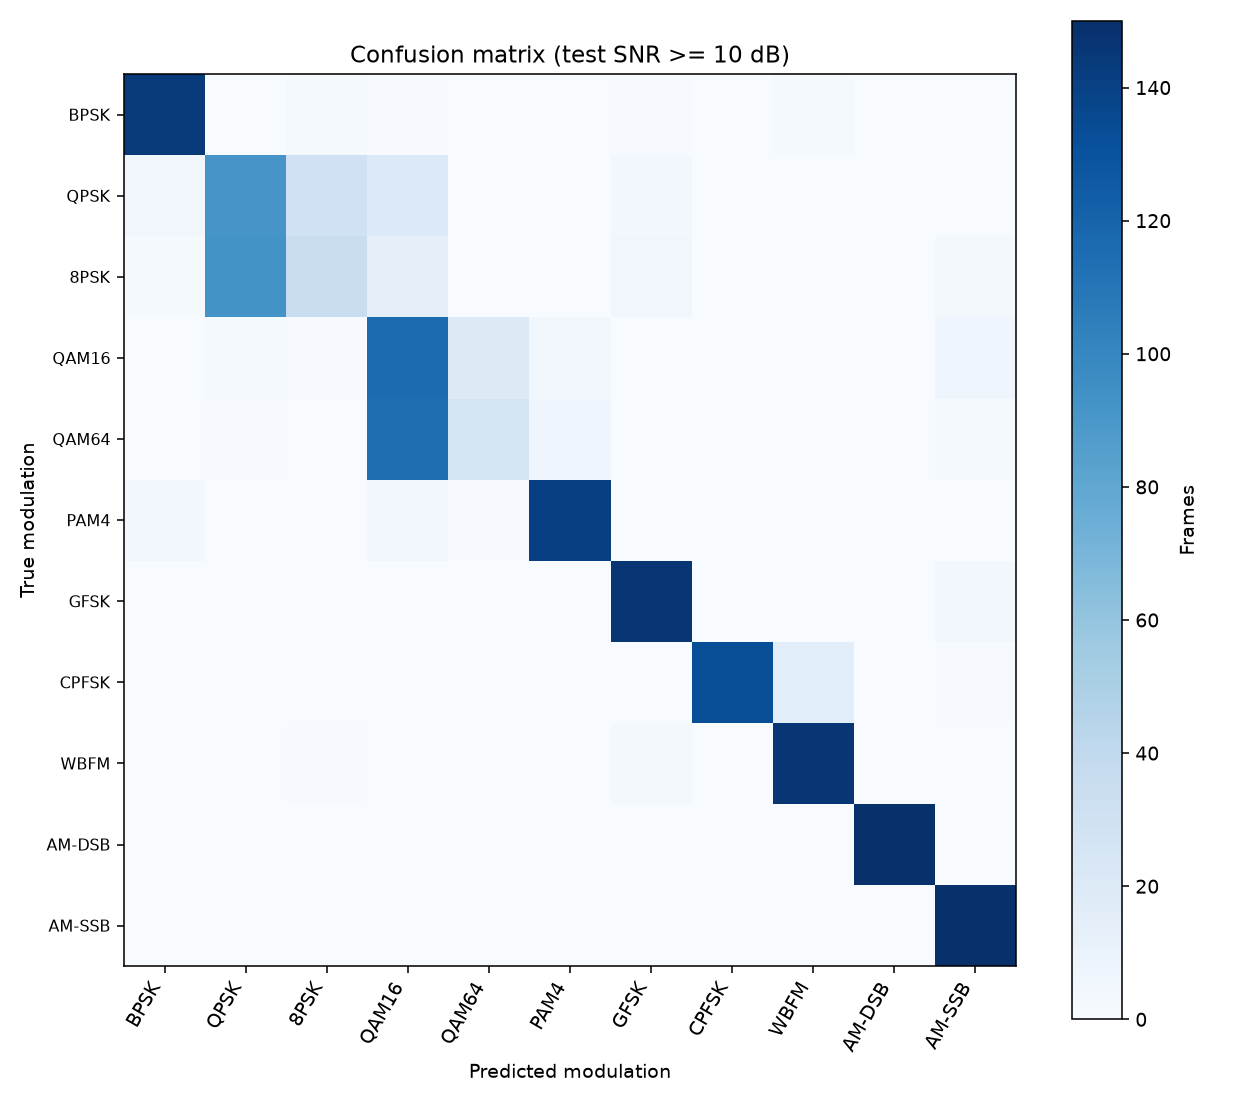 Confusion matrix (test SNR >= 10 dB)
True modulation
BPSK
QPSK
8PSK
QAM16
QAM64
PAM4
GFSK
CPFSK
WBFM
AM-DSB
AM-SSB
BPSK
QPSK
8PSK
QAM16
QAM64
PAM4
GFSK
CPFSK
WBFM
AM-DSB
AM-SSB
Predicted modulation
140
120
100
80
60
40
20
0
Frames